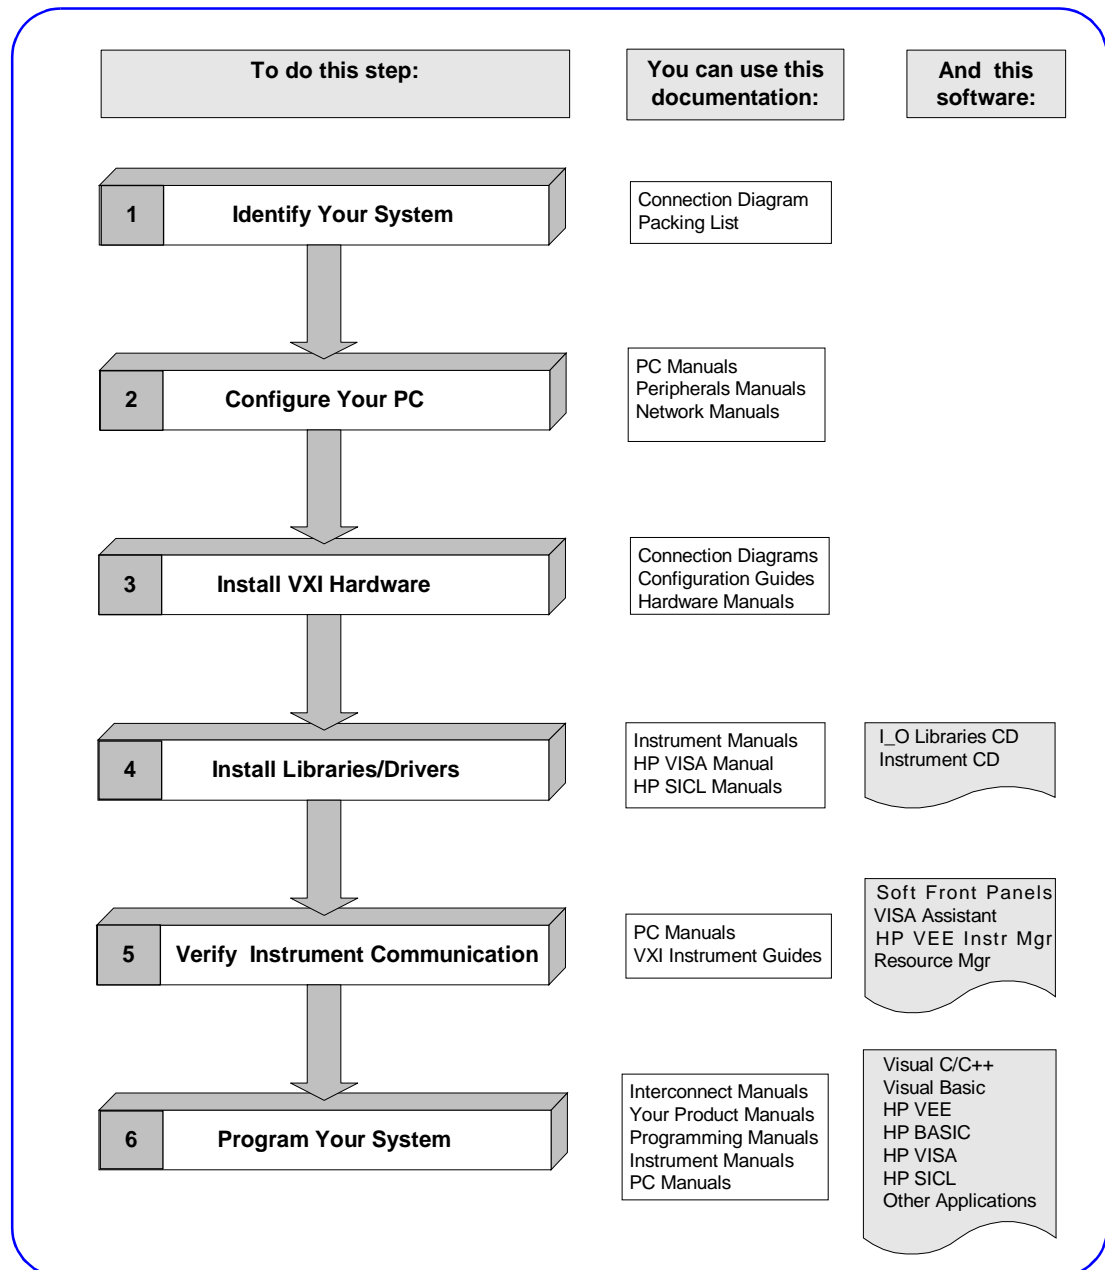 To do this step:
You can use this
documentation:
And this
software:
1
Identify Your System
Connection Diagram
Packing List
2
Configure Your PC
PC Manuals
Peripherals Manuals
Network Manuals
3
Install VXI Hardware
Connection Diagrams
Configuration Guides
Hardware Manuals
4
Install Libraries/Drivers
Instrument Manuals
HP VISA Manual
HP SICL Manuals
I_O Libraries CD
Instrument CD
5
Verify Instrument Communication
PC Manuals
VXI Instrument Guides
Soft Front Panels
VISA Assistant
HP VEE Instr Mgr
Resource Mgr
6
Program Your System
Interconnect Manuals
Your Product Manuals
Programming Manuals
Instrument Manuals
PC Manuals
Visual C/C++
Visual Basic
HP VEE
HP BASIC
HP VISA
HP SICL
Other Applications